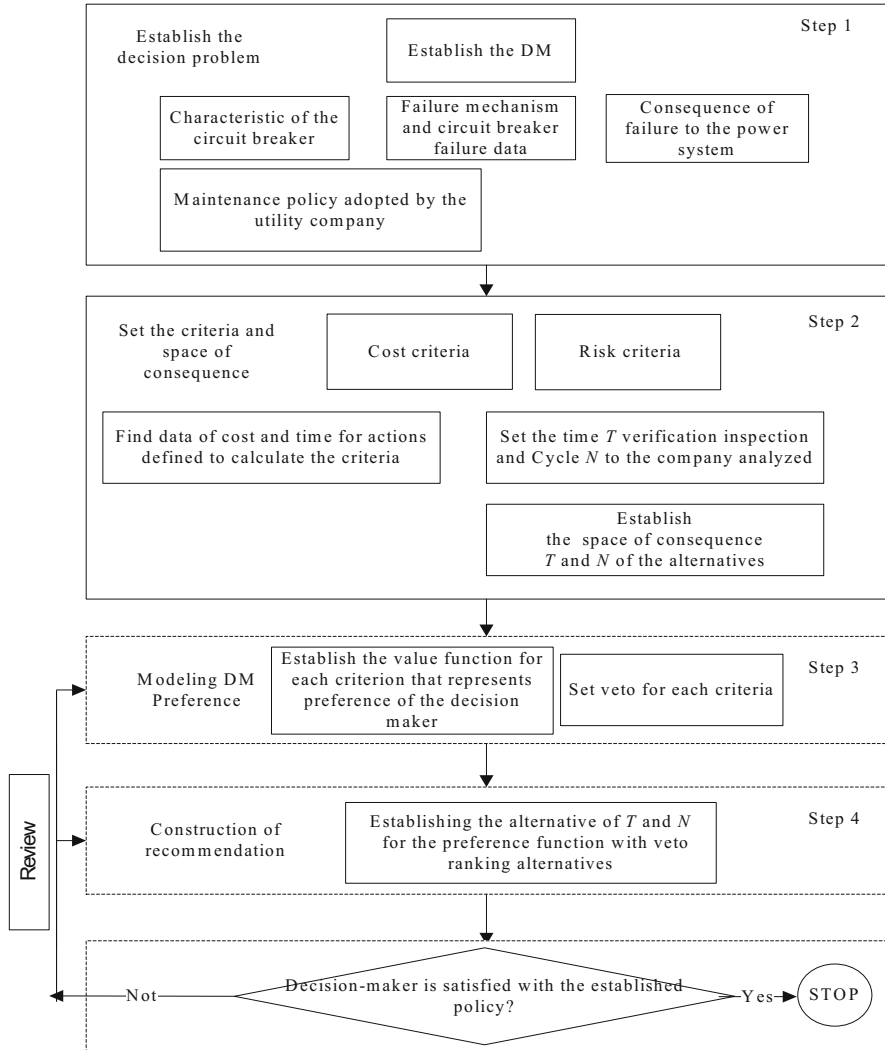 Step 1
Establish the
decision problem
Establish the DM
Characteristic of the
circuit breaker
Failure mechanism
and circuit breaker
failure data
Consequence of
failure to the power
system
Maintenance policy adopted by the
utility company
Step 2
Set the criteria and
space of
consequence
Cost criteria
Risk criteria
Find data of cost and time for actions
defined to calculate the criteria
Set the time T verification inspection
and Cycle N to the company analyzed
Establish
the space of consequence
T and N of the alternatives
Step 3
Modeling DM
Preference
Establish the value function for
each criterion that represents
preference of the decision
maker
Set veto for each criteria
Step 4
Construction of
recommendation
Establishing the alternative of T and N
for the preference function with veto
ranking alternatives
Review
Decision-maker is satisfied with the established
policy?
Not
Yes
STOP